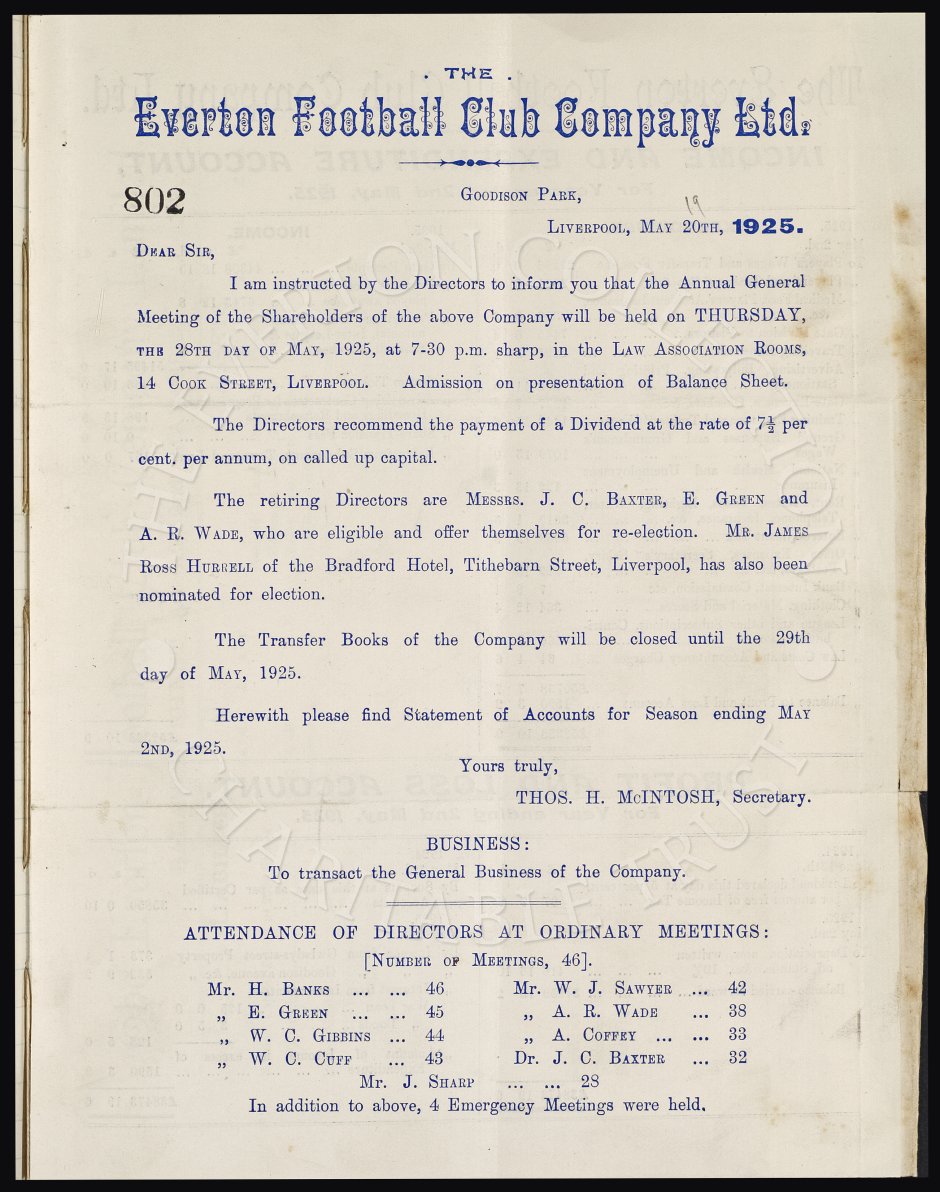 . THE .
Everton Football Club Company Ltd.
802
GOODISON PARK,
19
LIVERPOOL, MAY 20TH, 1925.
DEAR SIR,
I am instructed by the Directors to inform you that the Annual General
Meeting of the Shareholders of the above Company will be held on THURSDAY,
THE 28TH DAY OF MAY, 1925, at 7-30 p.m. sharp, in the LAW ASSOCIATION ROOMS,
14 COOK STREET, LIVERPOOL. Admission on presentation of Balance Sheet.
The Directors recommend the payment of a Dividend at the rate of 7½ per
cent. per annum, on called up capital.
The retiring Directors are MESSRS. J. C. BAXTER, E. GREEN and
A. R. WADE, who are eligible and offer themselves for re-election. MR. JAMES
ROSS HURRELL of the Bradford Hotel, Tithebarn Street, Liverpool, has also been
nominated for election.
The Transfer Books of the Company will be closed until the 29th
day of MAY, 1925.
Herewith please find Statement of Accounts for Season ending MAY
2ND, 1925.
Yours truly,
THOS. H. McINTOSH, Secretary.
BUSINESS:
To transact the General Business of the Company.
ATTENDANCE OF DIRECTORS AT ORDINARY MEETINGS:
[NUMBER OF MEETINGS, 46].
Mr. H. BANKS ... ... 46 Mr. W. J. SAWYER ... 42
„ E. GREEN ... ... 45 „ A. R. WADE ... 38
„ W. C. GIBBINS ... 44 „ A. COFFEY ... ... 33
„ W. C. CUFF ... 43 Dr. J. C. BAXTER ... 32
Mr. J. SHARP ... ... 28
In addition to above, 4 Emergency Meetings were held.
THE EVERTON COLLECTION
CHARITABLE TRUST